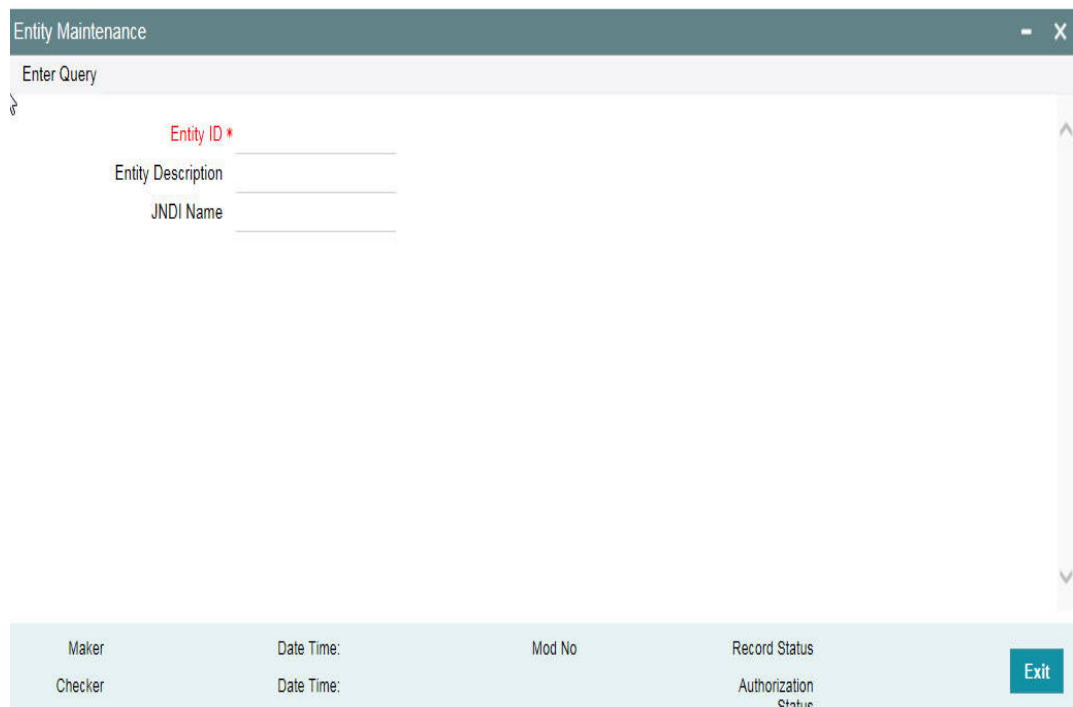 Entity Maintenance - X
Enter Query
Entity ID *
Entity Description
JNDI Name
Maker Date Time: Mod No Record Status
Exit
Checker Date Time: Authorization
Status